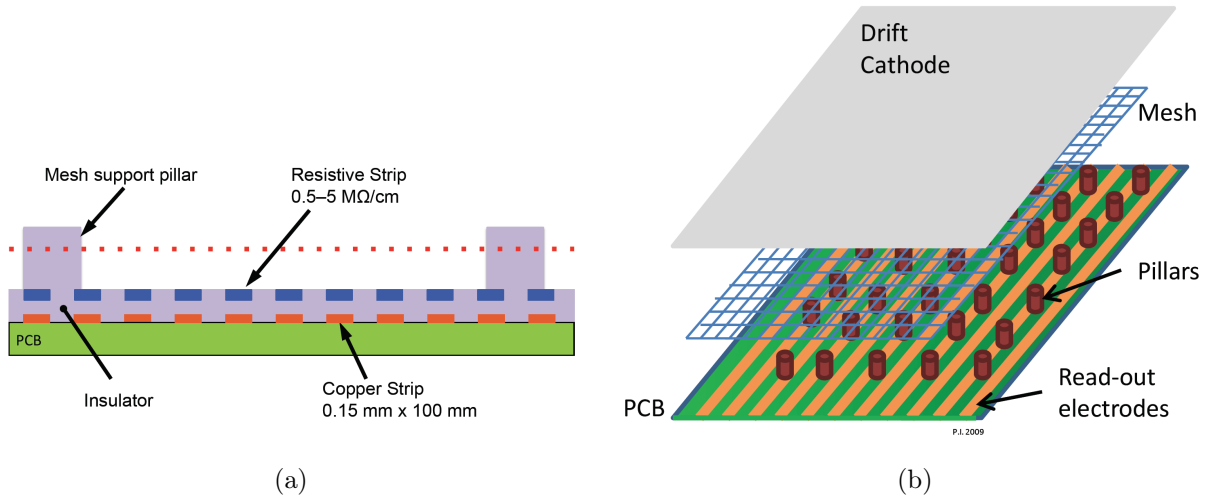 Mesh support pillar
Resistive Strip
0.5–5 MΩ/cm
PCB
Insulator
Copper Strip
0.15 mm x 100 mm
(a)
Drift
Cathode
Mesh
Pillars
Read-out
electrodes
PCB
P.I. 2009
(b)